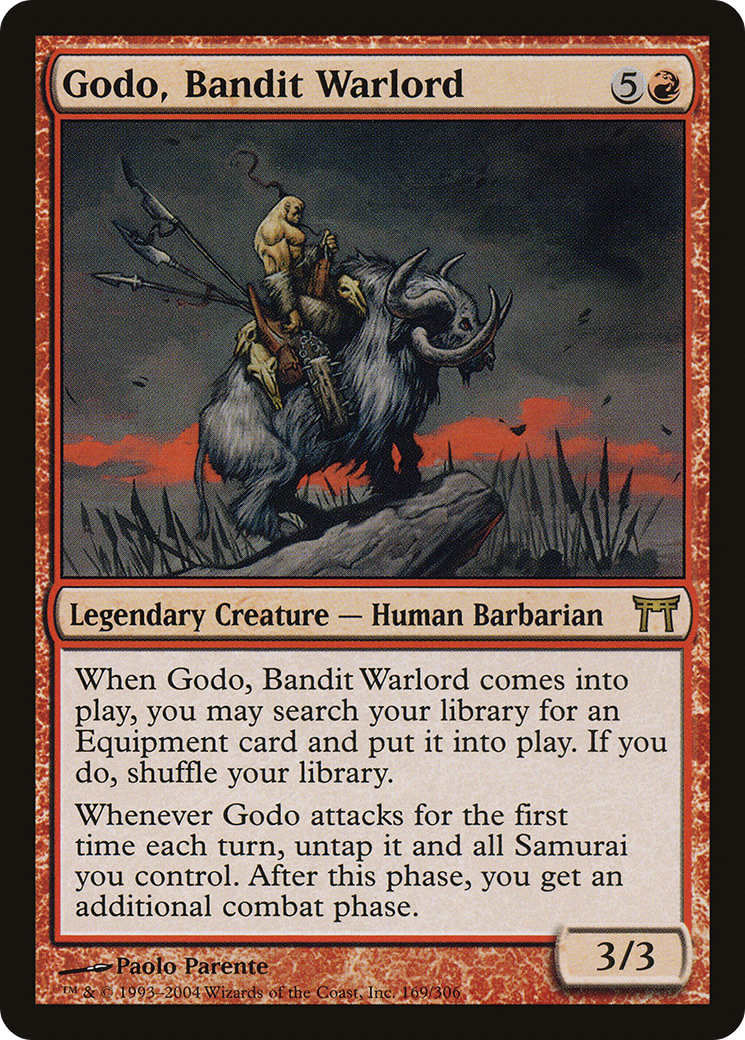 Godo, Bandit Warlord 5
Legendary Creature — Human Barbarian
When Godo, Bandit Warlord comes into
play, you may search your library for an
Equipment card and put it into play. If you
do, shuffle your library.
Whenever Godo attacks for the first
time each turn, untap it and all Samurai
you control. After this phase, you get an
additional combat phase.
3/3
Paolo Parente
™ & © 1993–2004 Wizards of the Coast, Inc. 169/306